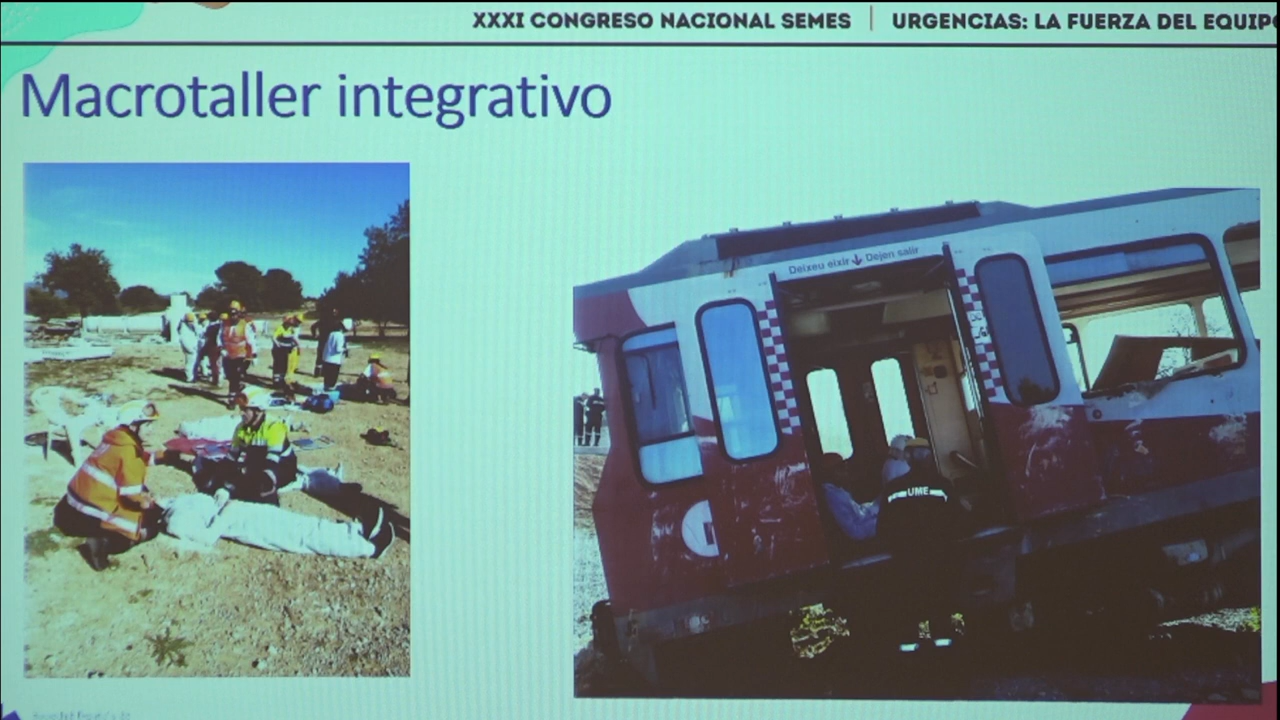 XXXI CONGRESO NACIONAL SEMES | URGENCIAS: LA FUERZA DEL EQUIPO
Macrotaller integrativo
Deixeu eixir ↓ Dejen salir
UME